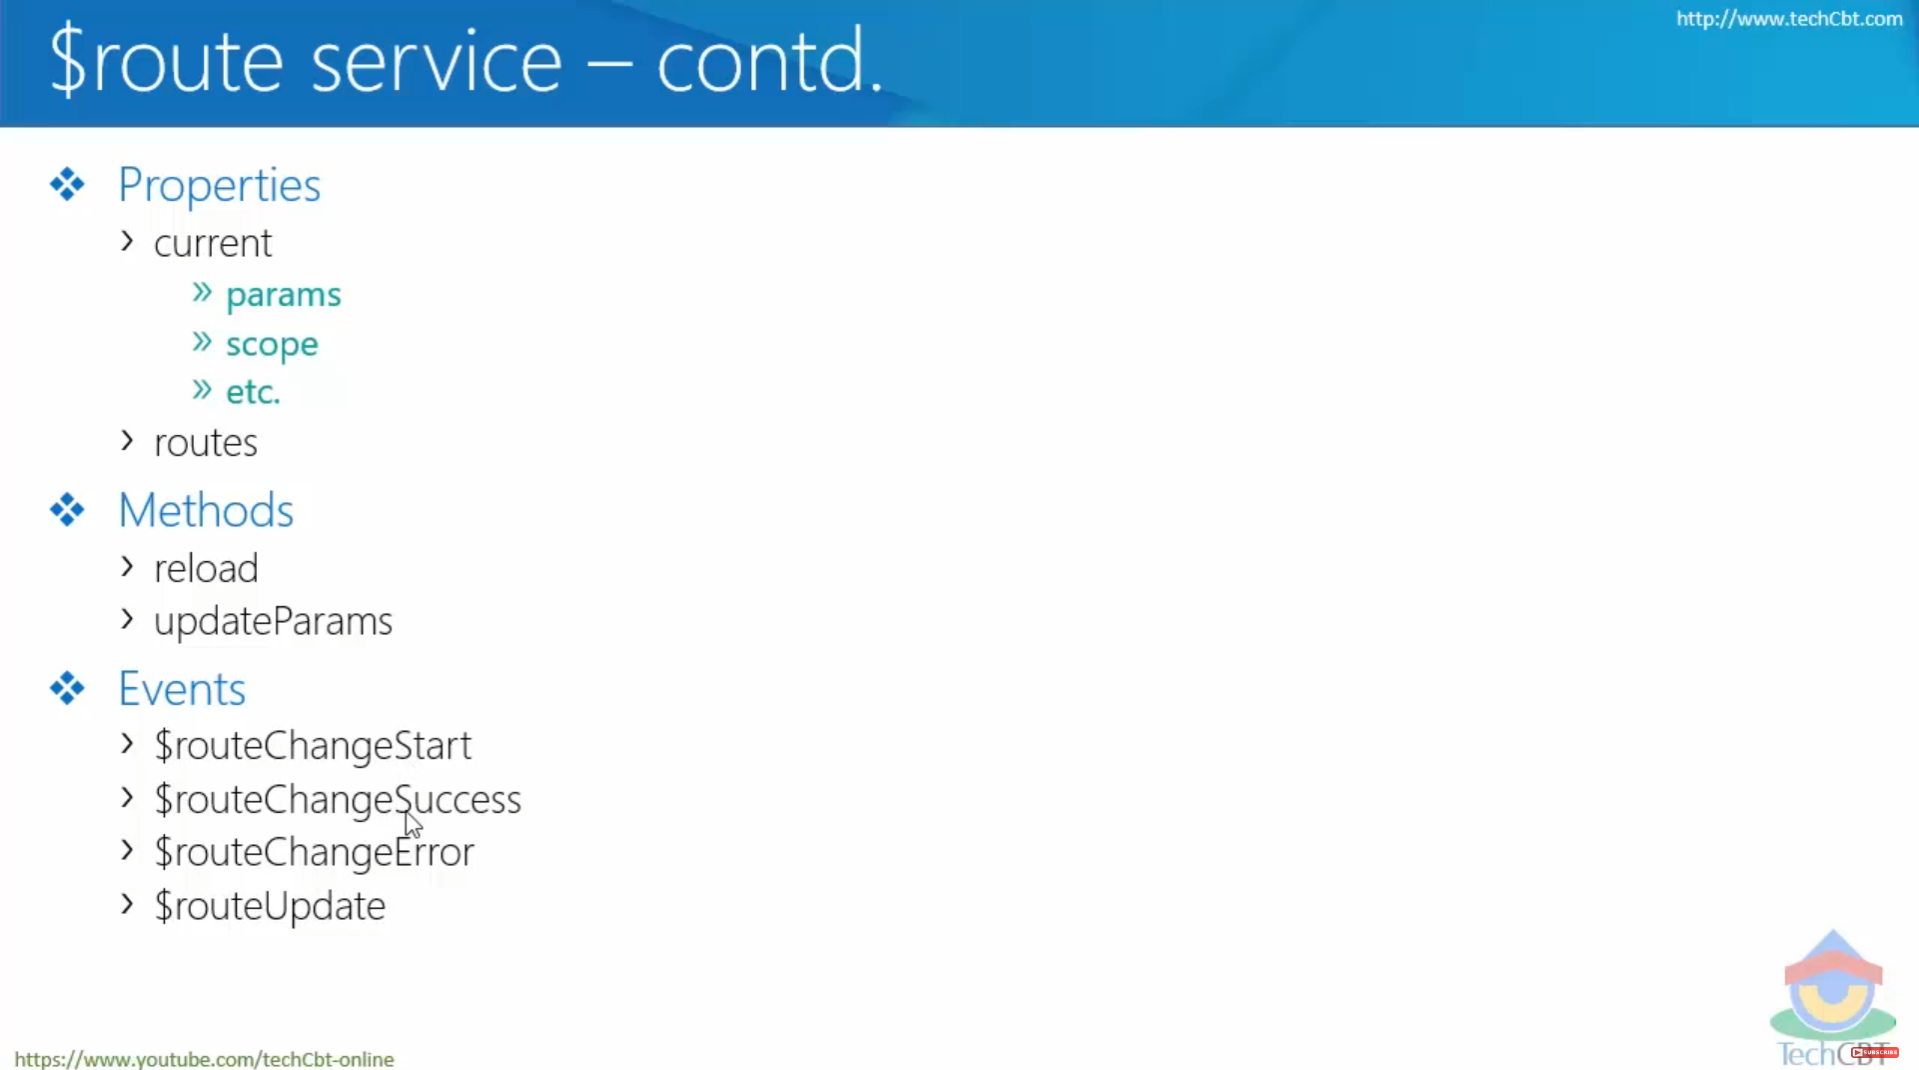 $route service – contd.
http://www.techCbt.com
Properties
current
params
scope
etc.
routes
Methods
reload
updateParams
Events
$routeChangeStart
$routeChangeSuccess
$routeChangeError
$routeUpdate
https://www.youtube.com/techCbt-online
TechCBT
SUBSCRIBE